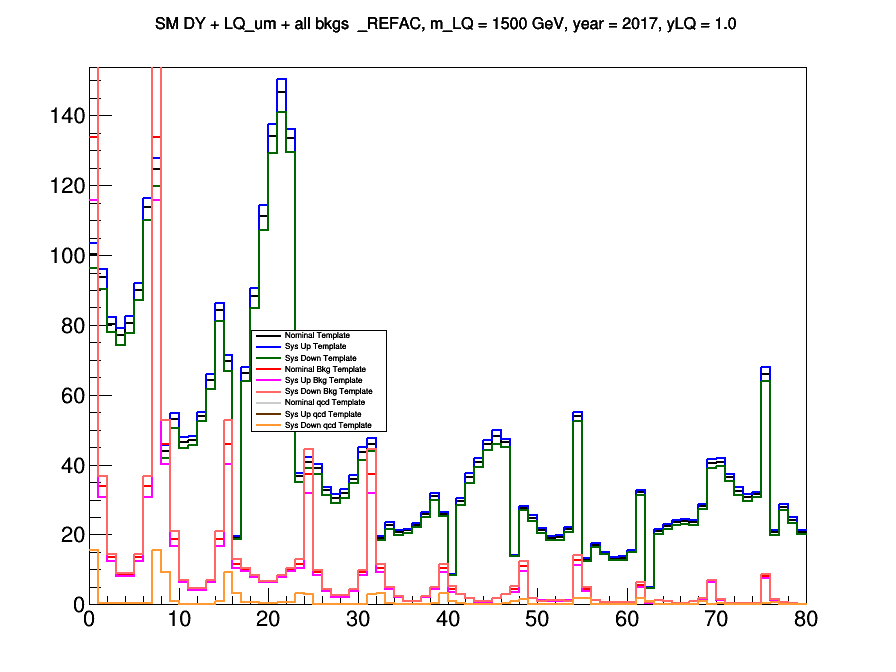 SM DY + LQ_um + all bkgs _REFAC, m_LQ = 1500 GeV, year = 2017, yLQ = 1.0
140
120
100
80
60
40
20
0
Nominal Template
Sys Up Template
Sys Down Template
Nominal Bkg Template
Sys Up Bkg Template
Sys Down Bkg Template
Nominal qcd Template
Sys Up qcd Template
Sys Down qcd Template
0 10 20 30 40 50 60 70 80